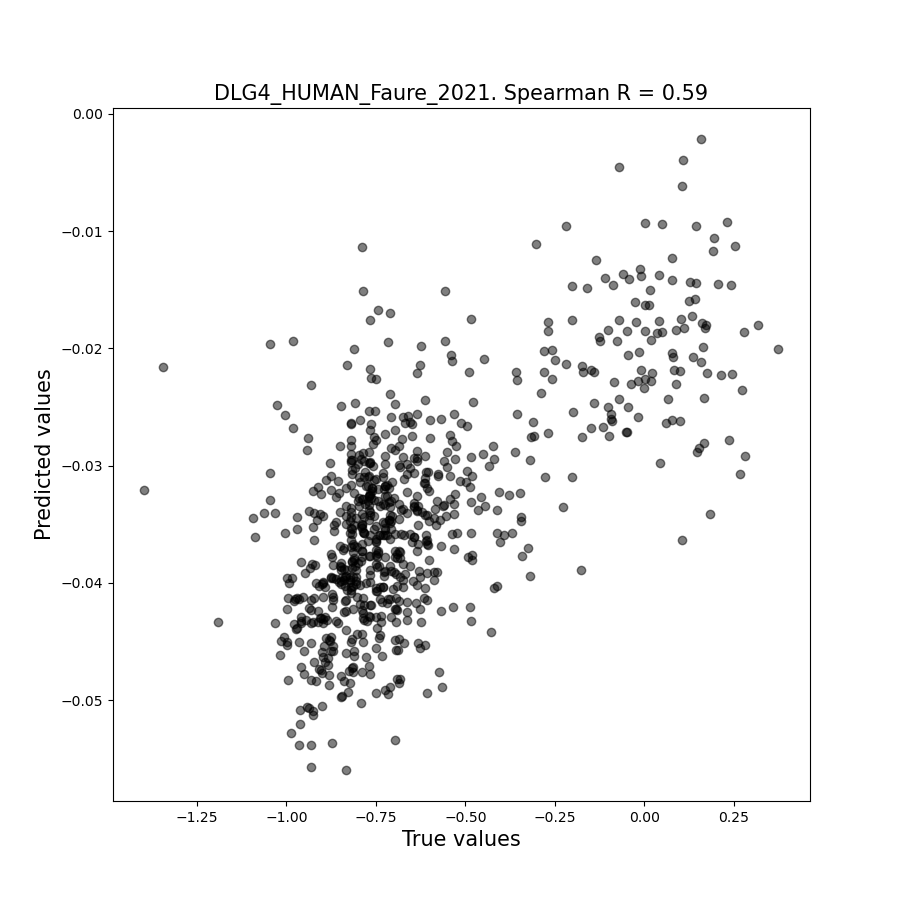 DLG4_HUMAN_Faure_2021. Spearman R = 0.59
Predicted values
0.00
−0.01
−0.02
−0.03
−0.04
−0.05
−1.25 −1.00 −0.75 −0.50 −0.25 0.00 0.25
True values